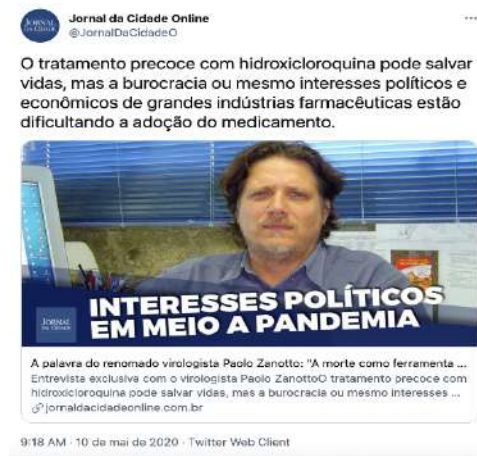 Jornal da Cidade Online
@JornalDaCidadeO
O tratamento precoce com hidroxicloroquina pode salvar
vidas, mas a burocracia ou mesmo interesses políticos e
econômicos de grandes indústrias farmacêuticas estão
dificultando a adoção do medicamento.
JORNAL
DA CIDADE
INTERESSES POLÍTICOS
EM MEIO A PANDEMIA
A palavra do renomado virologista Paolo Zanotto: "A morte como ferramenta ...
Entrevista exclusiva com o virologista Paolo ZanottoO tratamento precoce com
hidroxicloroquina pode salvar vidas, mas a burocracia ou mesmo interesses ...
jornaldacidadeonline.com.br
9:18 AM · 10 de mai de 2020 · Twitter Web Client